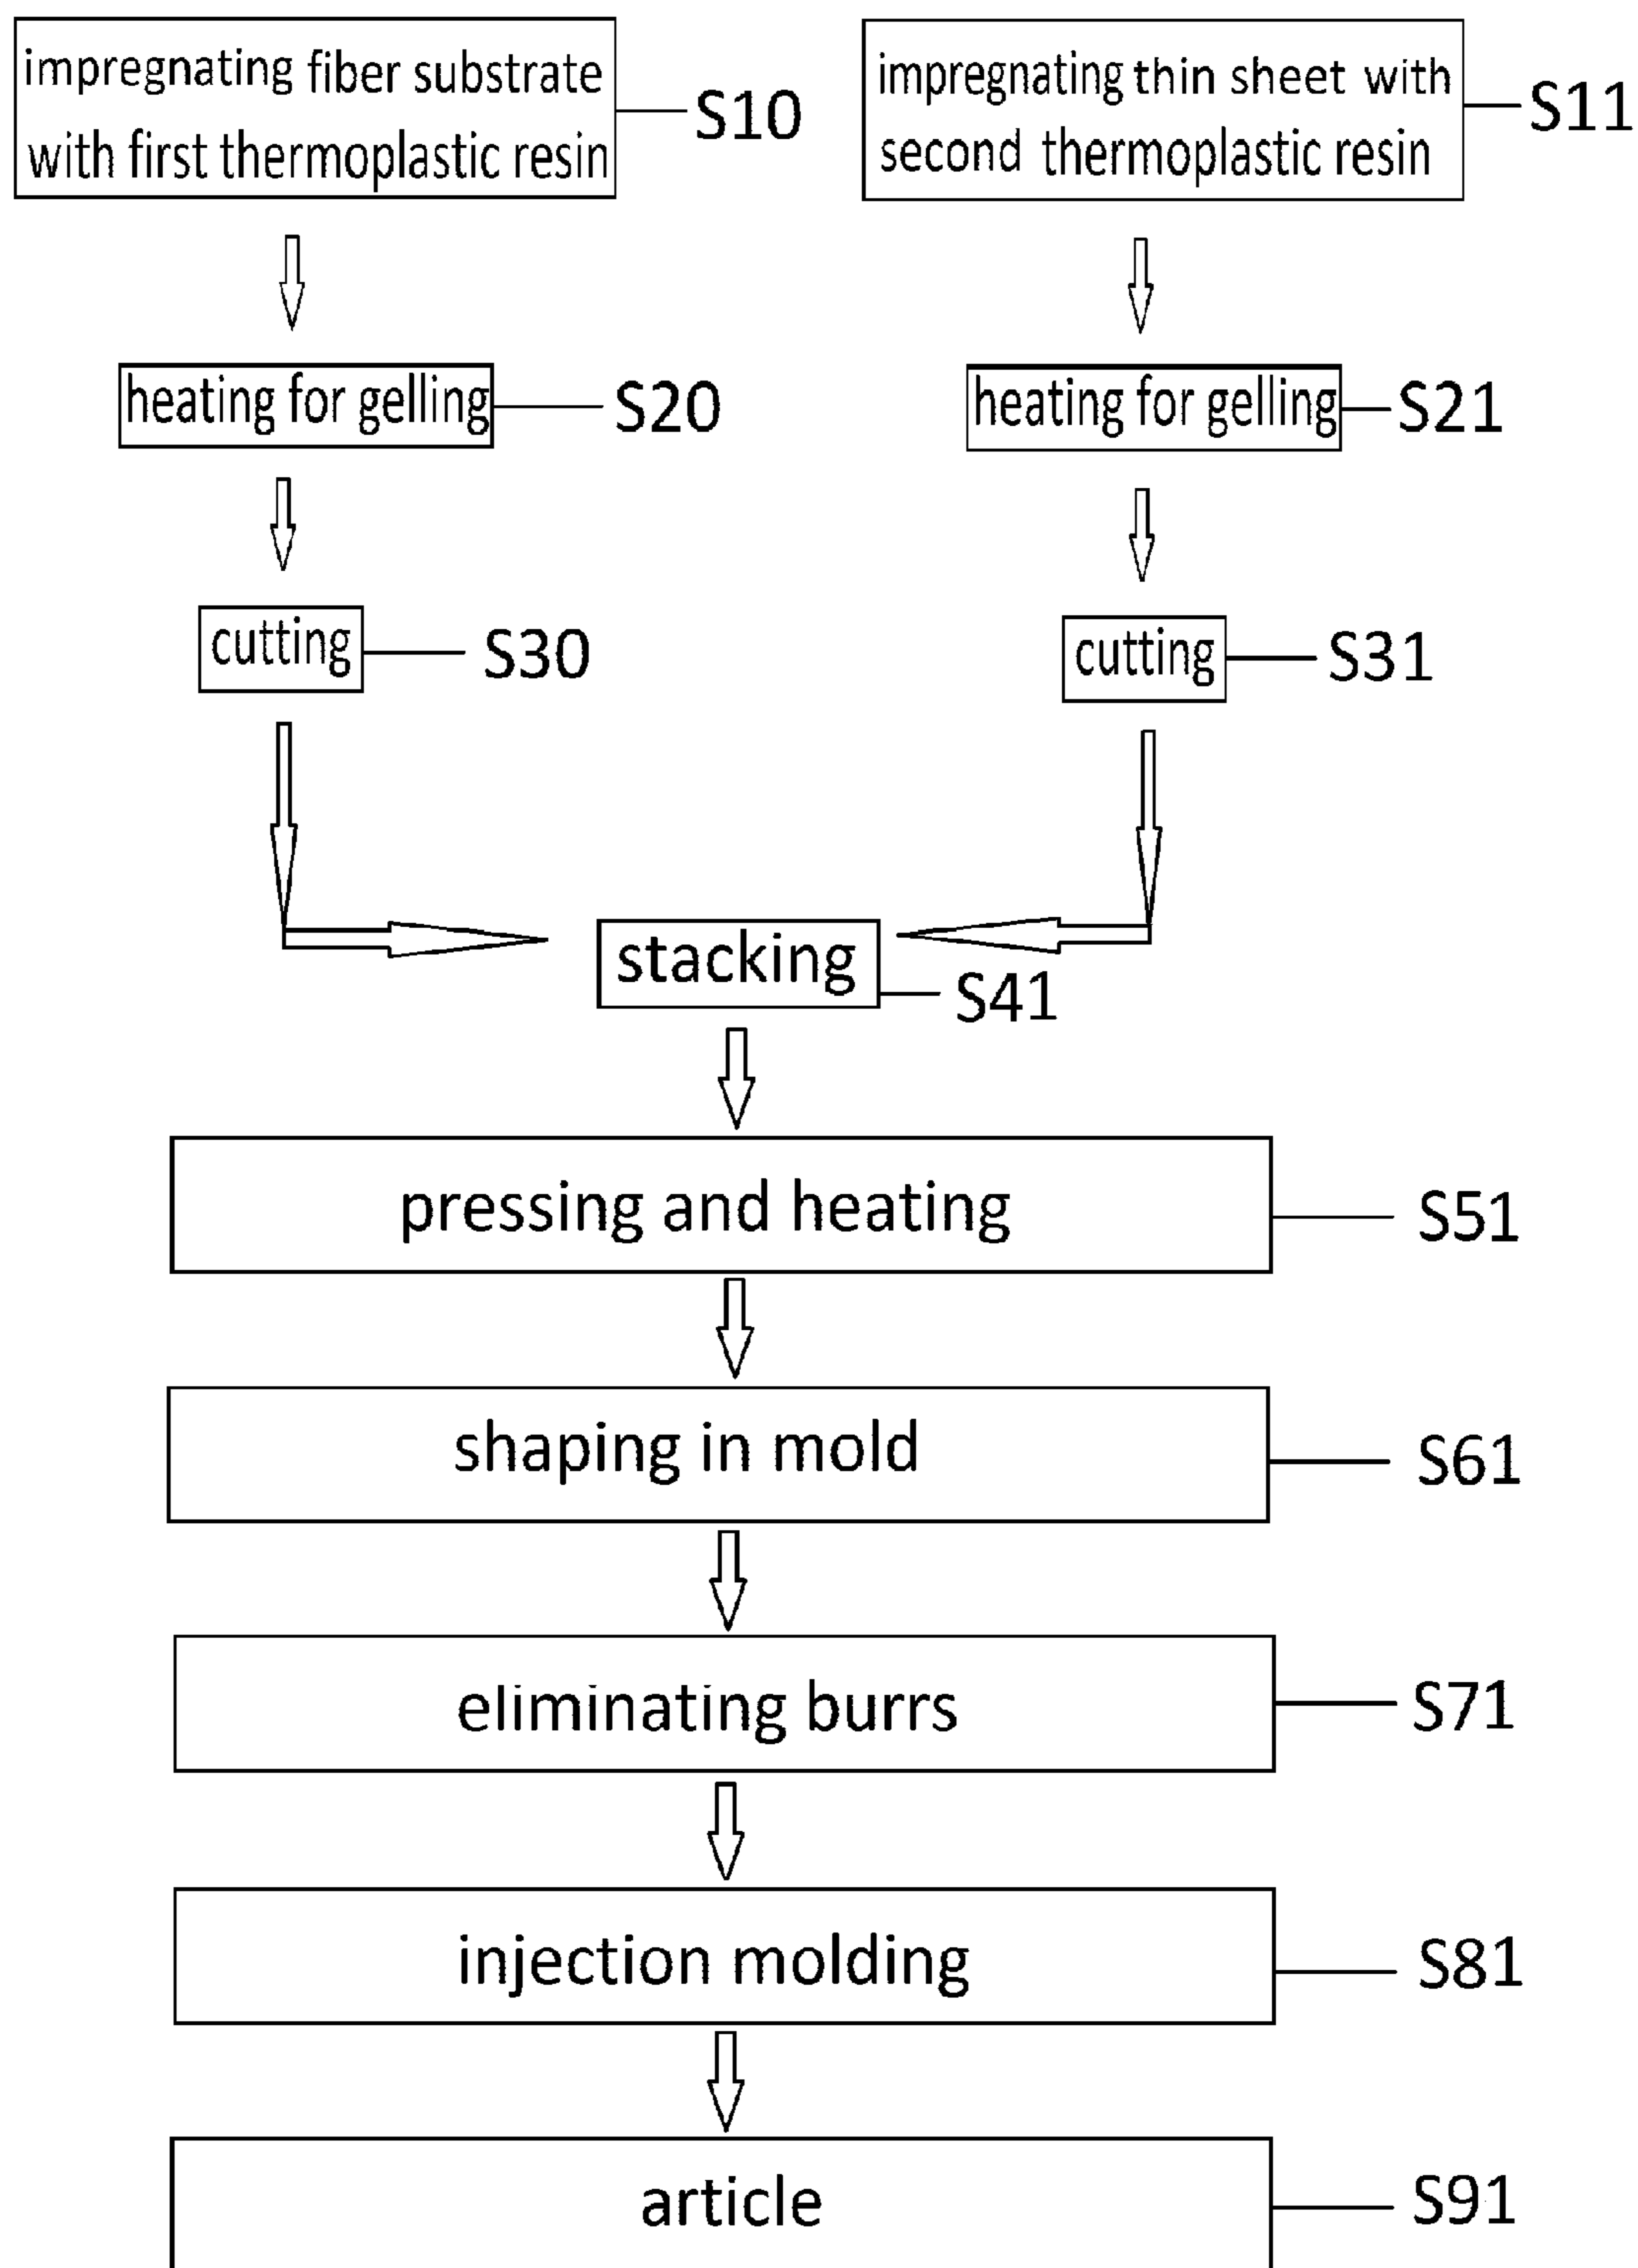 impregnating fiber substrate
with first thermoplastic resin
S10
impregnating thin sheet with
second thermoplastic resin
S11
heating for gelling
S20
heating for gelling
S21
cutting
S30
cutting
S31
stacking
S41
pressing and heating
S51
shaping in mold
S61
eliminating burrs
S71
injection molding
S81
article
S91